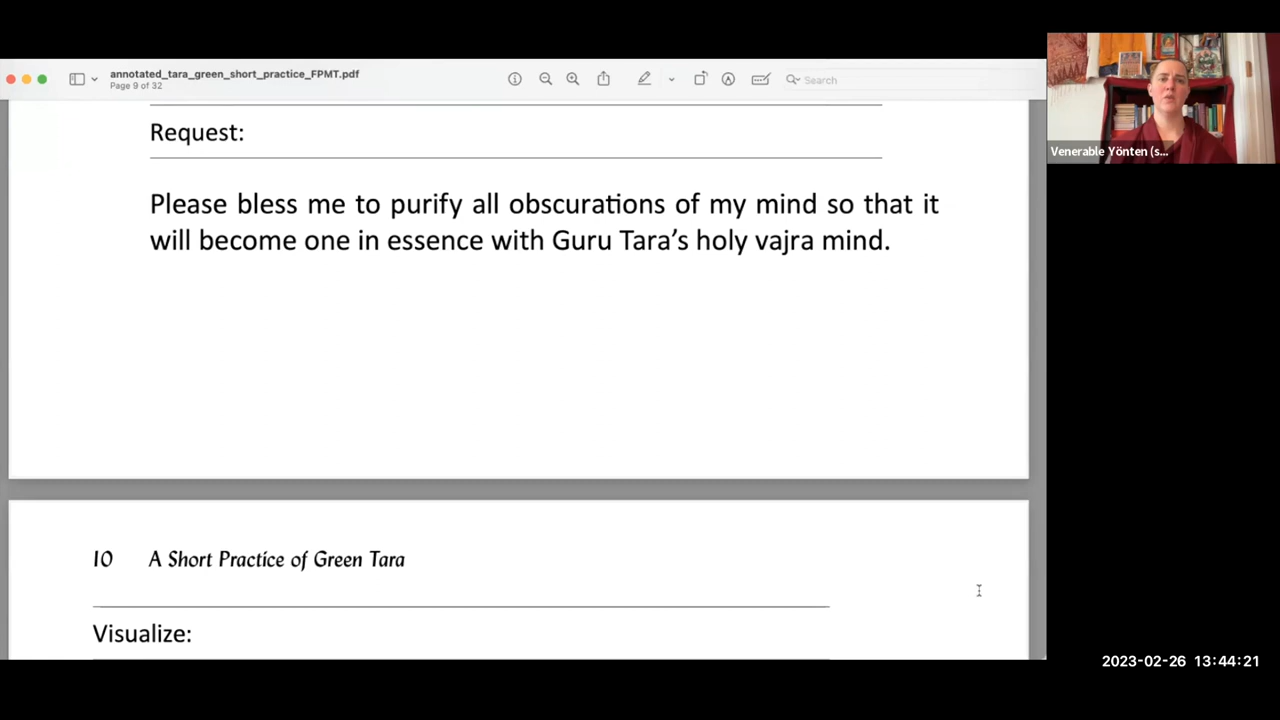 annotated_tara_green_short_practice_FPMT.pdf
Page 9 of 32
Search
Request:
Please bless me to purify all obscurations of my mind so that it
will become one in essence with Guru Tara's holy vajra mind.
10 A Short Practice of Green Tara
Visualize:
Venerable Yönten (s...
2023-02-26 13:44:21